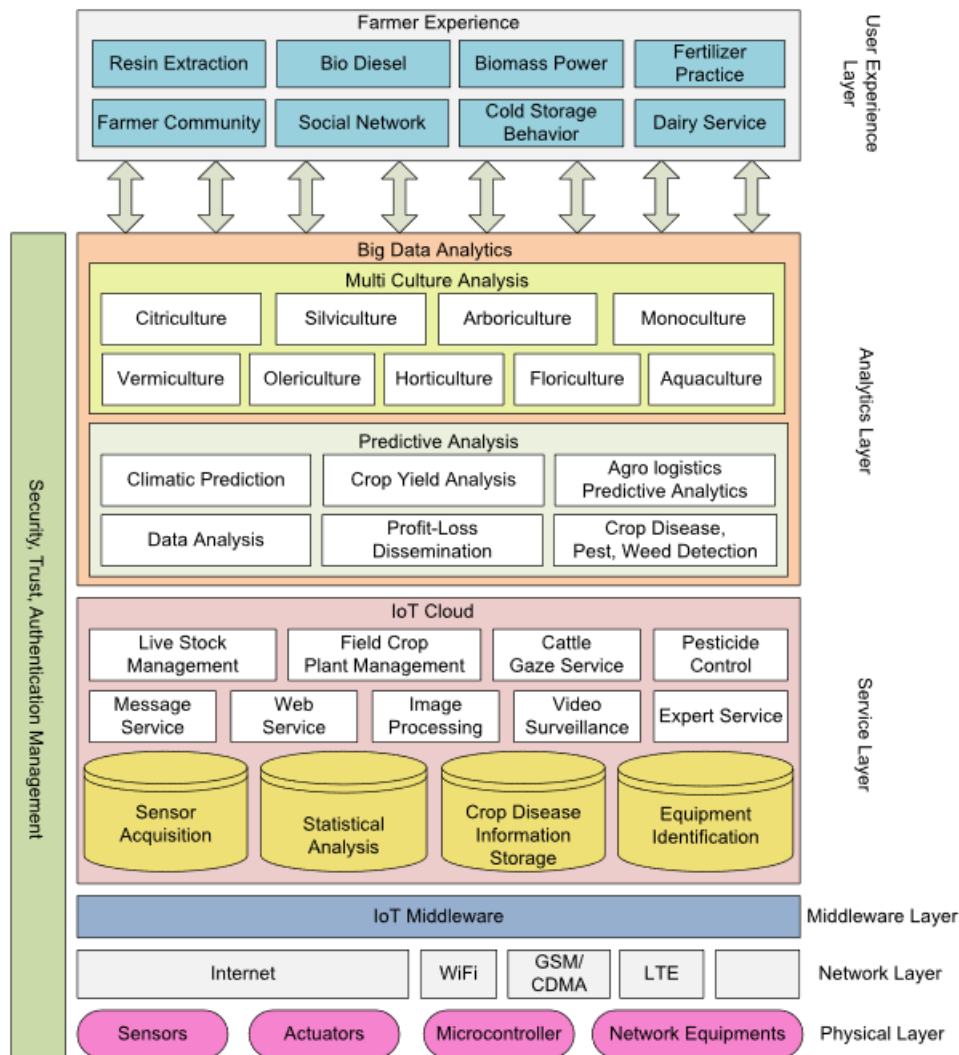 Farmer Experience
Resin Extraction
Bio Diesel
Biomass Power
Fertilizer
Practice
Farmer Community
Social Network
Cold Storage
Behavior
Dairy Service
User Experience
Layer
Big Data Analytics
Multi Culture Analysis
Citriculture
Silviculture
Arboriculture
Monoculture
Vermiculture
Olericulture
Horticulture
Floriculture
Aquaculture
Predictive Analysis
Climatic Prediction
Crop Yield Analysis
Agro logistics
Predictive Analytics
Data Analysis
Profit-Loss
Dissemination
Crop Disease,
Pest, Weed Detection
Analytics Layer
Security, Trust, Authentication Management
IoT Cloud
Live Stock
Management
Field Crop
Plant Management
Cattle
Gaze Service
Pesticide
Control
Message
Service
Web
Service
Image
Processing
Video
Surveillance
Expert Service
Sensor
Acquisition
Statistical
Analysis
Crop Disease
Information
Storage
Equipment
Identification
Service Layer
IoT Middleware
Middleware Layer
Internet
WiFi
GSM/
CDMA
LTE
Network Layer
Sensors
Actuators
Microcontroller
Network Equipments
Physical Layer